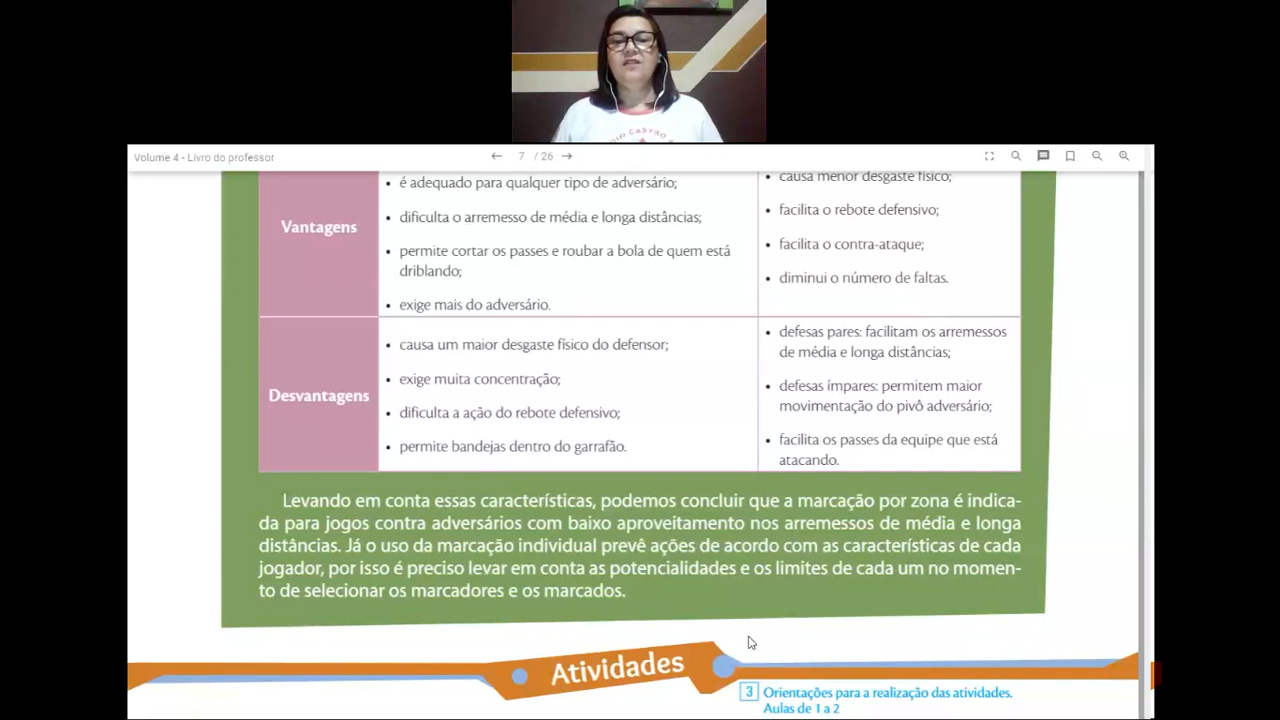 Volume 4 - Livro do professor
7 / 26
Vantagens
• é adequado para qualquer tipo de adversário;
• dificulta o arremesso de média e longa distâncias;
• permite cortar os passes e roubar a bola de quem está
driblando;
• exige mais do adversário.
• causa menor desgaste físico;
• facilita o rebote defensivo;
• facilita o contra-ataque;
• diminui o número de faltas.
Desvantagens
• causa um maior desgaste físico do defensor;
• exige muita concentração;
• dificulta a ação do rebote defensivo;
• permite bandejas dentro do garrafão.
• defesas pares: facilitam os arremessos
de média e longa distâncias;
• defesas ímpares: permitem maior
movimentação do pivô adversário;
• facilita os passes da equipe que está
atacando.
Levando em conta essas características, podemos concluir que a marcação por zona é indica-
da para jogos contra adversários com baixo aproveitamento nos arremessos de média e longa
distâncias. Já o uso da marcação individual prevê ações de acordo com as características de cada
jogador, por isso é preciso levar em conta as potencialidades e os limites de cada um no momen-
to de selecionar os marcadores e os marcados.
Atividades
3 Orientações para a realização das atividades.
Aulas de 1 a 2